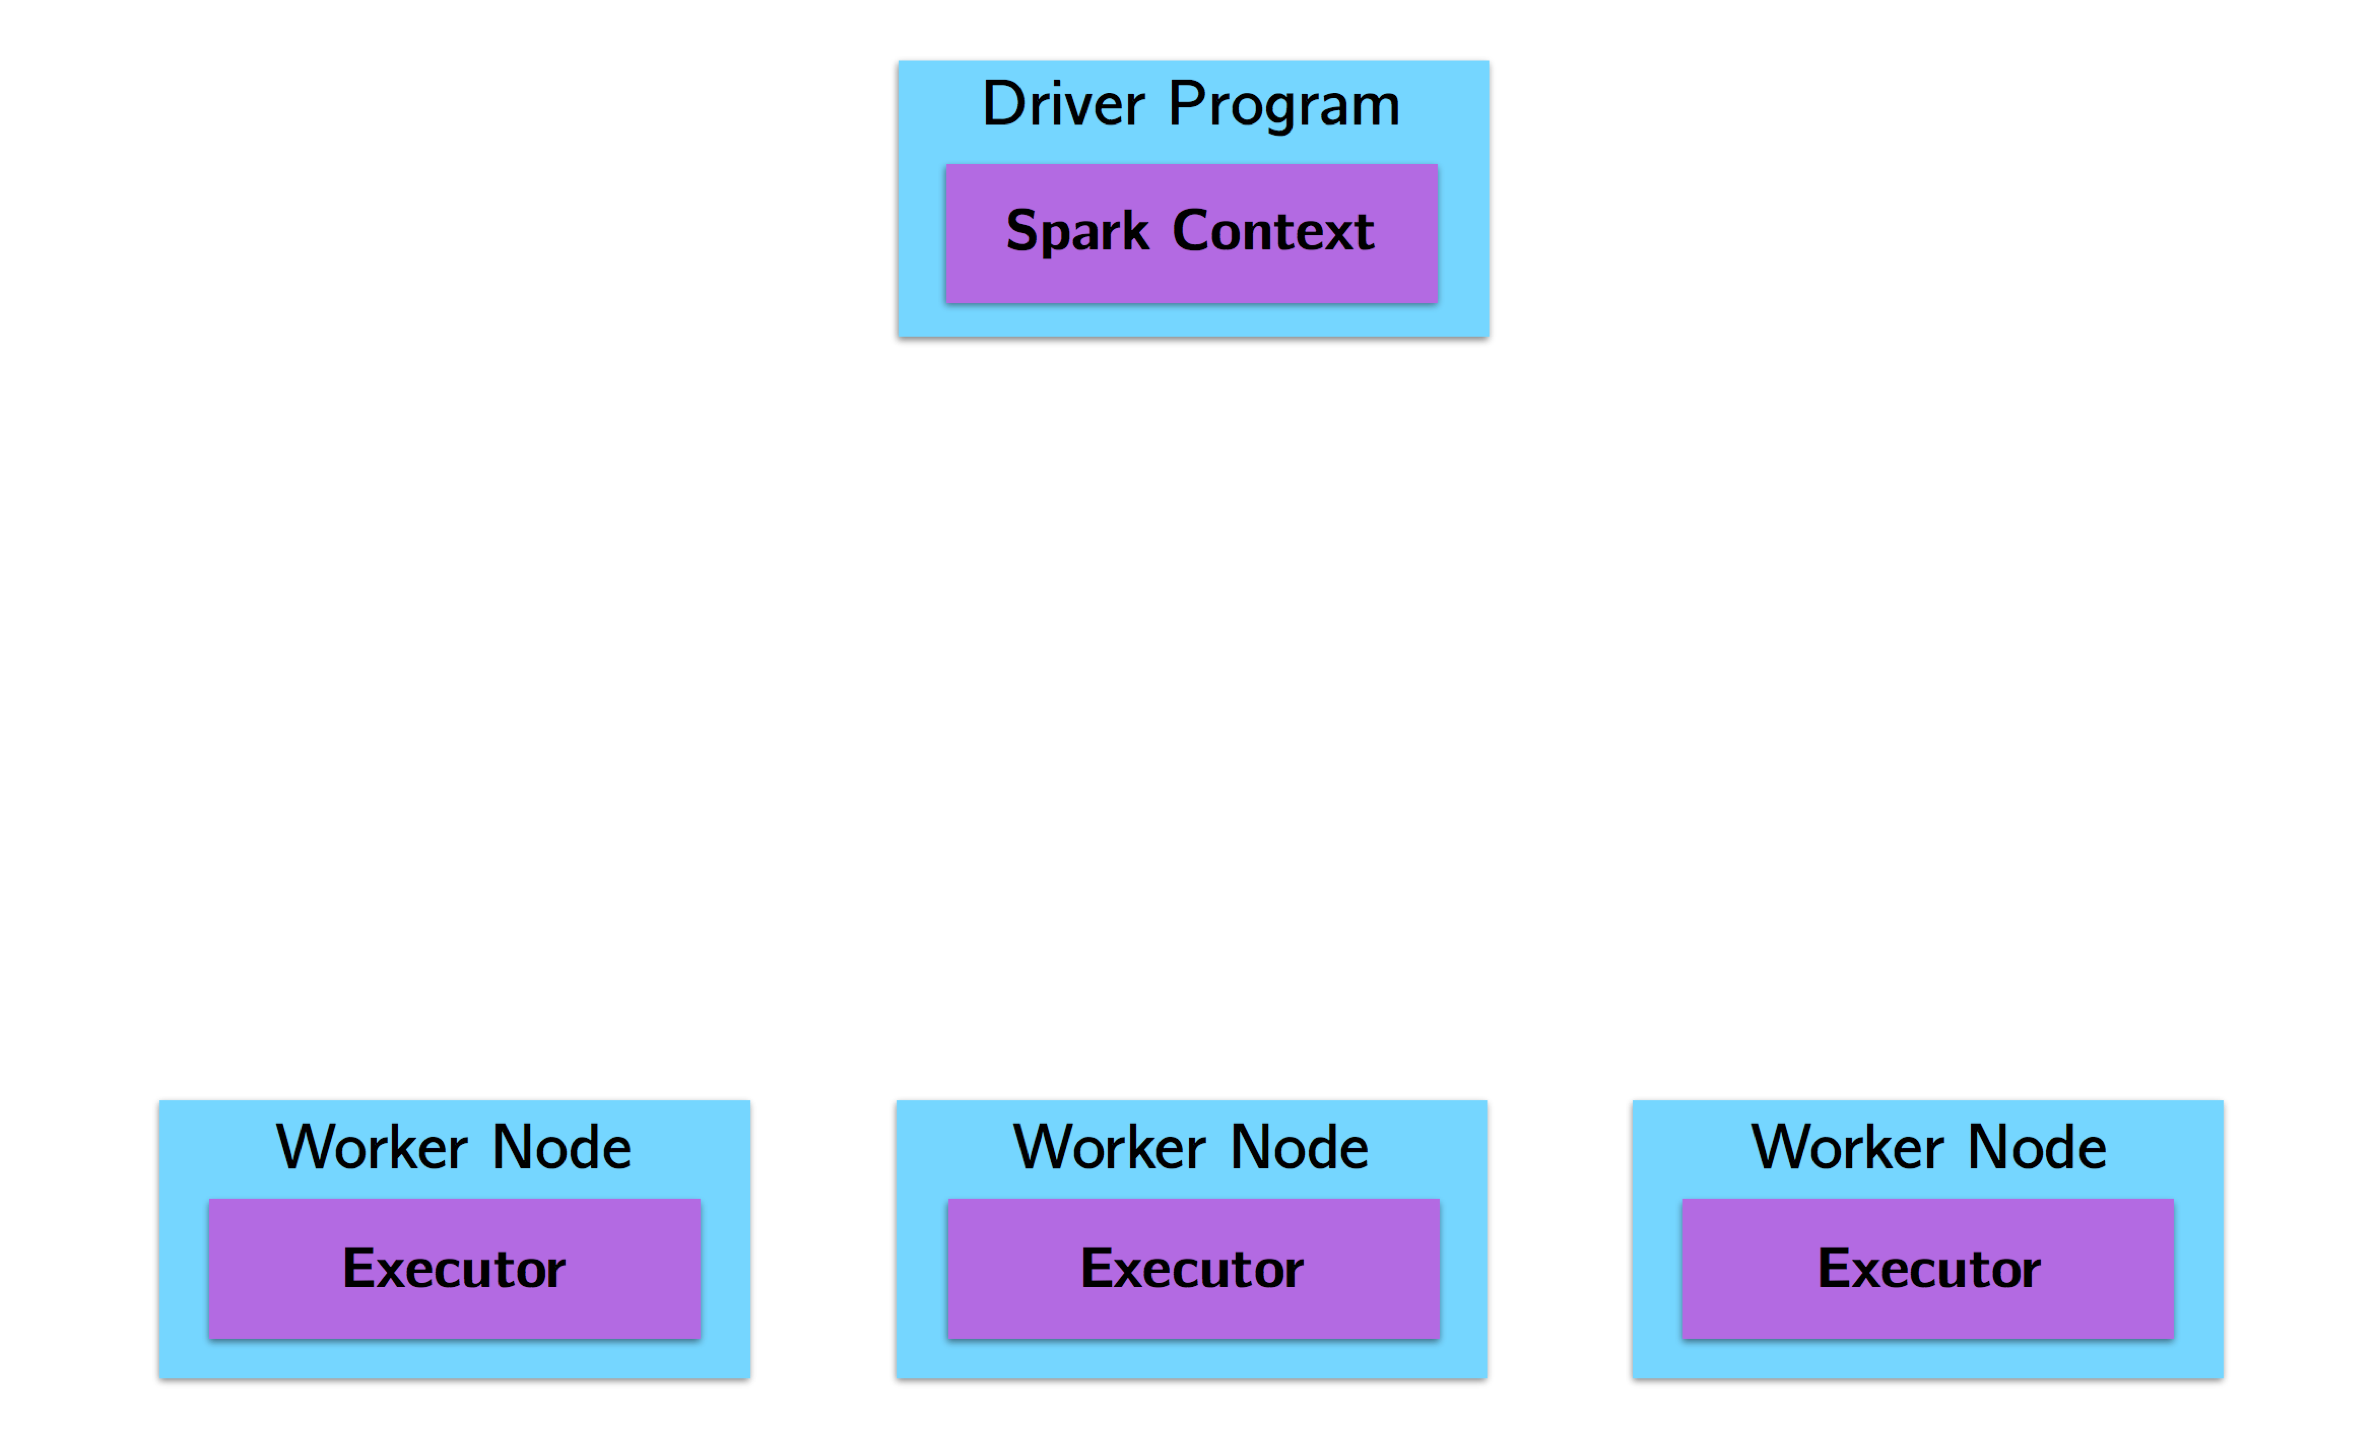 Driver Program
Spark Context
Worker Node
Executor
Worker Node
Executor
Worker Node
Executor